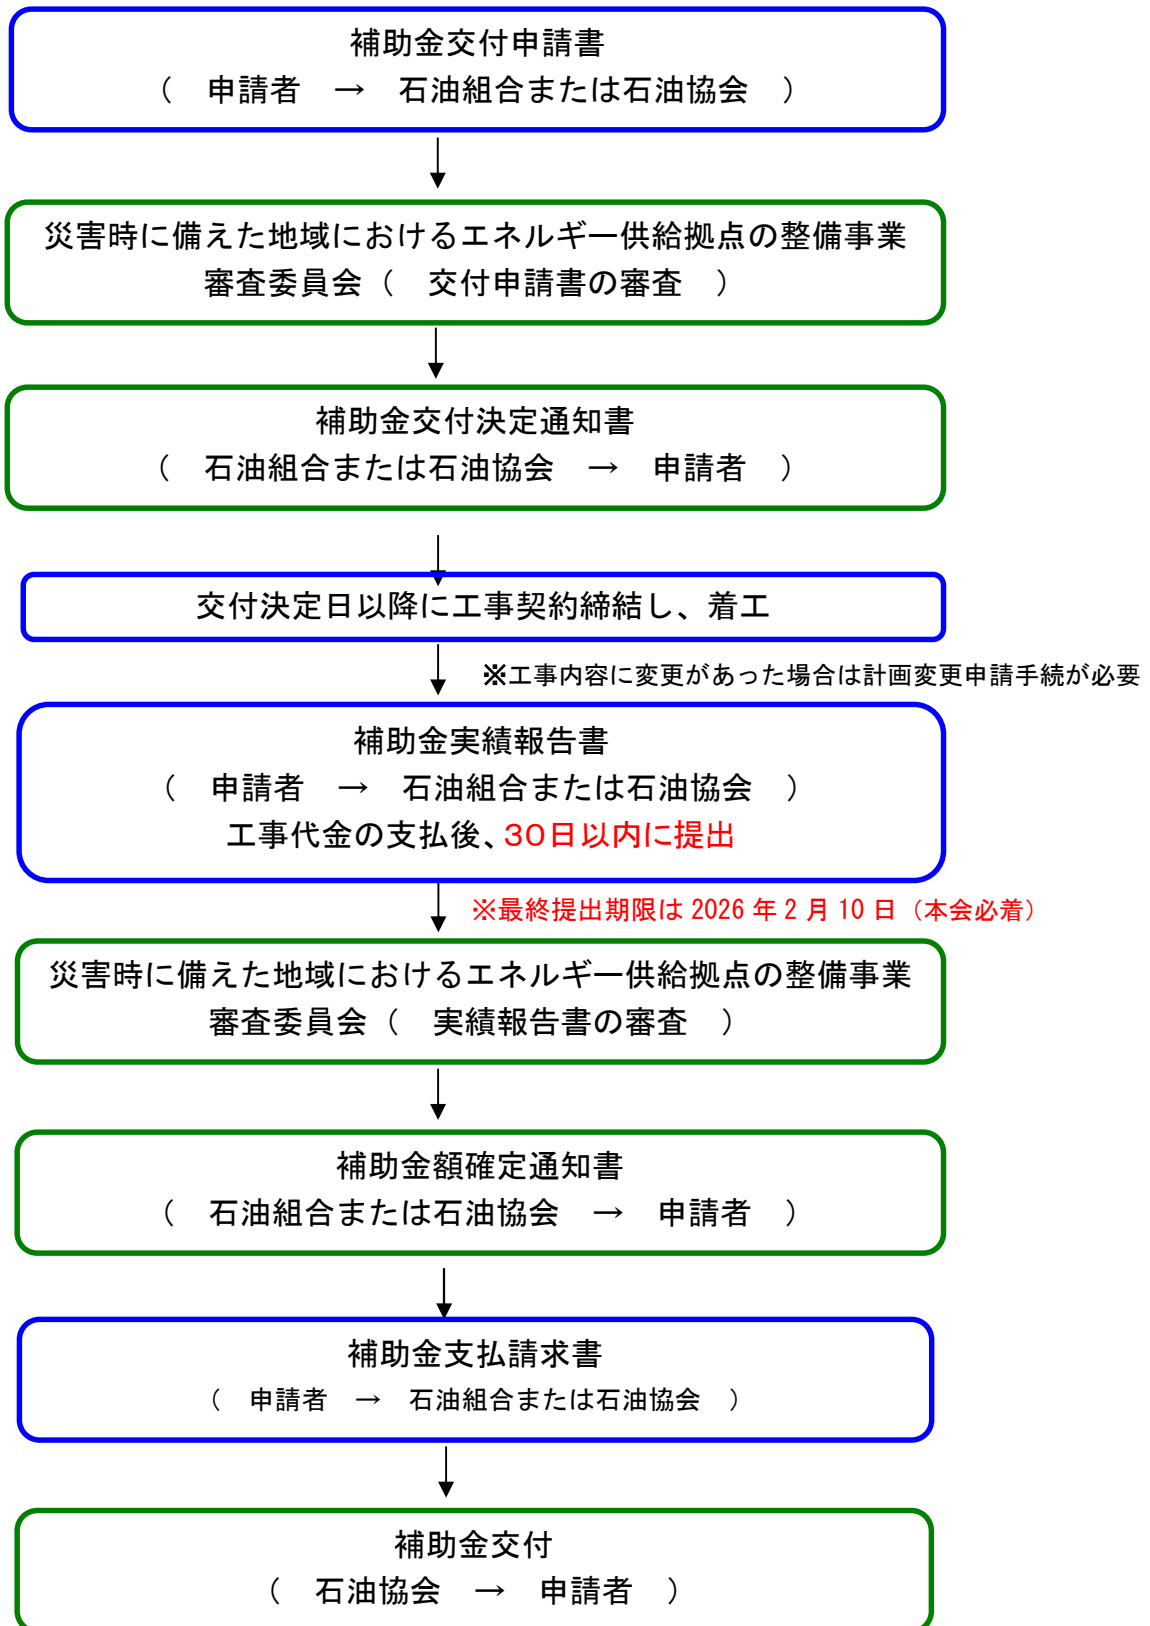 補助金交付申請書
（　申請者　→　石油組合または石油協会　）
災害時に備えた地域におけるエネルギー供給拠点の整備事業
審査委員会（　交付申請書の審査　）
補助金交付決定通知書
（　石油組合または石油協会　→　申請者　）
交付決定日以降に工事契約締結し、着工
※工事内容に変更があった場合は計画変更申請手続が必要
補助金実績報告書
（　申請者　→　石油組合または石油協会　）
工事代金の支払後、30日以内に提出
※最終提出期限は 2026 年 2 月 10 日（本会必着）
災害時に備えた地域におけるエネルギー供給拠点の整備事業
審査委員会（　実績報告書の審査　）
補助金額確定通知書
（　石油組合または石油協会　→　申請者　）
補助金支払請求書
（　申請者　→　石油組合または石油協会　）
補助金交付
（　石油協会　→　申請者　）